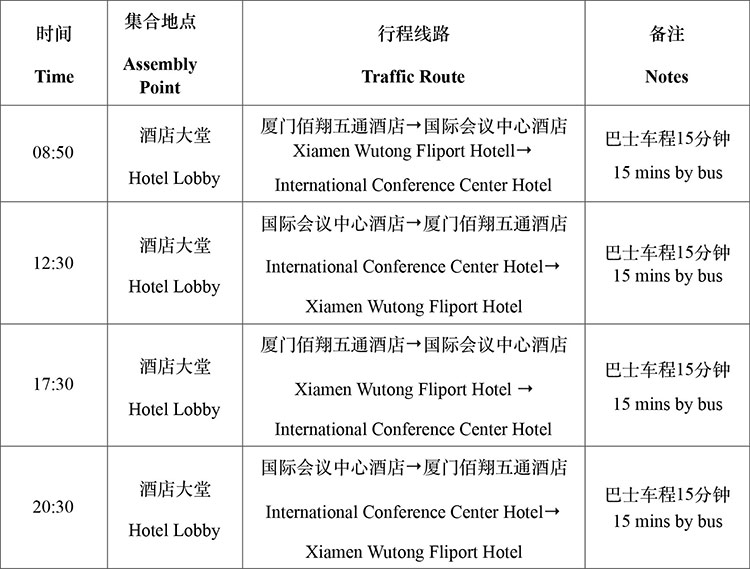 时间
Time
集合地点
Assembly
Point
行程线路
Traffic Route
备注
Notes
08:50
酒店大堂
Hotel Lobby
厦门佰翔五通酒店→国际会议中心酒店
Xiamen Wutong Fliport Hotell→
International Conference Center Hotel
巴士车程15分钟
15 mins by bus
12:30
酒店大堂
Hotel Lobby
国际会议中心酒店→厦门佰翔五通酒店
International Conference Center Hotel→
Xiamen Wutong Fliport Hotel
巴士车程15分钟
15 mins by bus
17:30
酒店大堂
Hotel Lobby
厦门佰翔五通酒店→国际会议中心酒店
Xiamen Wutong Fliport Hotel →
International Conference Center Hotel
巴士车程15分钟
15 mins by bus
20:30
酒店大堂
Hotel Lobby
国际会议中心酒店→厦门佰翔五通酒店
International Conference Center Hotel→
Xiamen Wutong Fliport Hotel
巴士车程15分钟
15 mins by bus